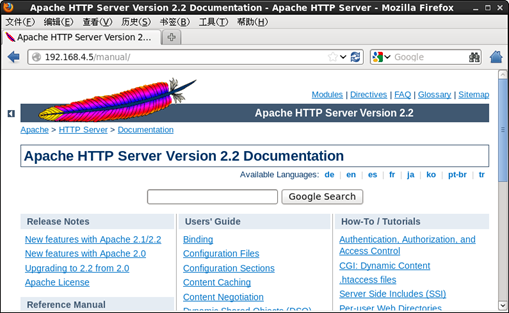 Apache HTTP Server Version 2.2 Documentation - Apache HTTP Server - Mozilla Firefox
文件(F) 编辑(E) 查看(V) 历史(S) 书签(B) 工具(T) 帮助(H)
Apache HTTP Server Version 2...
192.168.4.5/manual/
Google
Modules | Directives | FAQ | Glossary | Sitemap
Apache HTTP Server Version 2.2
Apache > HTTP Server > Documentation
Apache HTTP Server Version 2.2 Documentation
Available Languages: de | en | es | fr | ja | ko | pt-br | tr
Google Search
Release Notes
New features with Apache 2.1/2.2
New features with Apache 2.0
Upgrading to 2.2 from 2.0
Apache License
Reference Manual
Users' Guide
Binding
Configuration Files
Configuration Sections
Content Caching
Content Negotiation
Dynamic Shared Objects (DSO)
How-To / Tutorials
Authentication, Authorization, and
Access Control
CGI: Dynamic Content
.htaccess files
Server Side Includes (SSI)
Per-user Web Directories